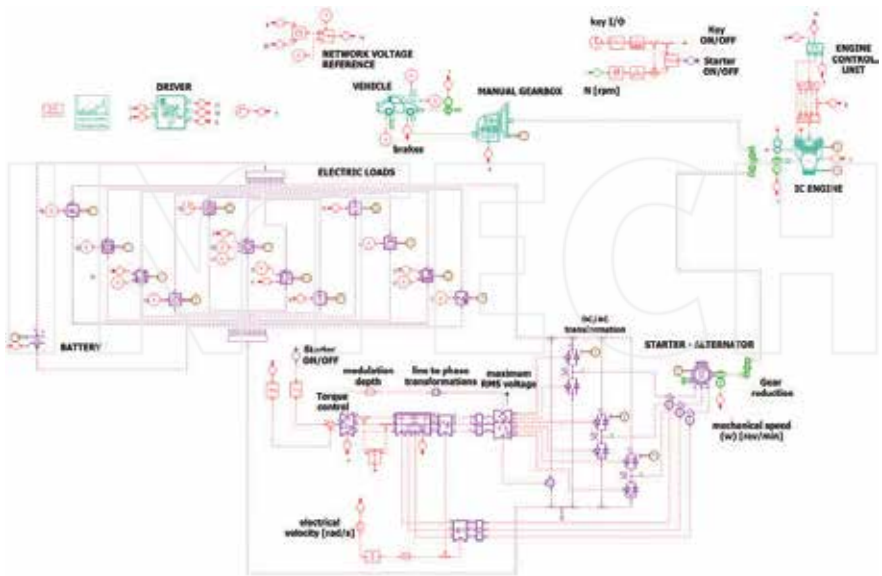 key I/O
Key
ON/OFF
Starter
ON/OFF
N [rpm]
ENGINE
CONTROL
UNIT
NETWORK VOLTAGE
REFERENCE
DRIVER
VEHICLE
MANUAL GEARBOX
brakes
IC ENGINE
ELECTRIC LOADS
BATTERY
Starter
ON/OFF
DC/AC
transformation
STARTER - ALTERNATOR
modulation
depth
line to phase
transformations
maximum
RMS voltage
Torque
control
Gear
reduction
mechanical speed
(w) [rev/min]
electrical
velocity [rad/s]